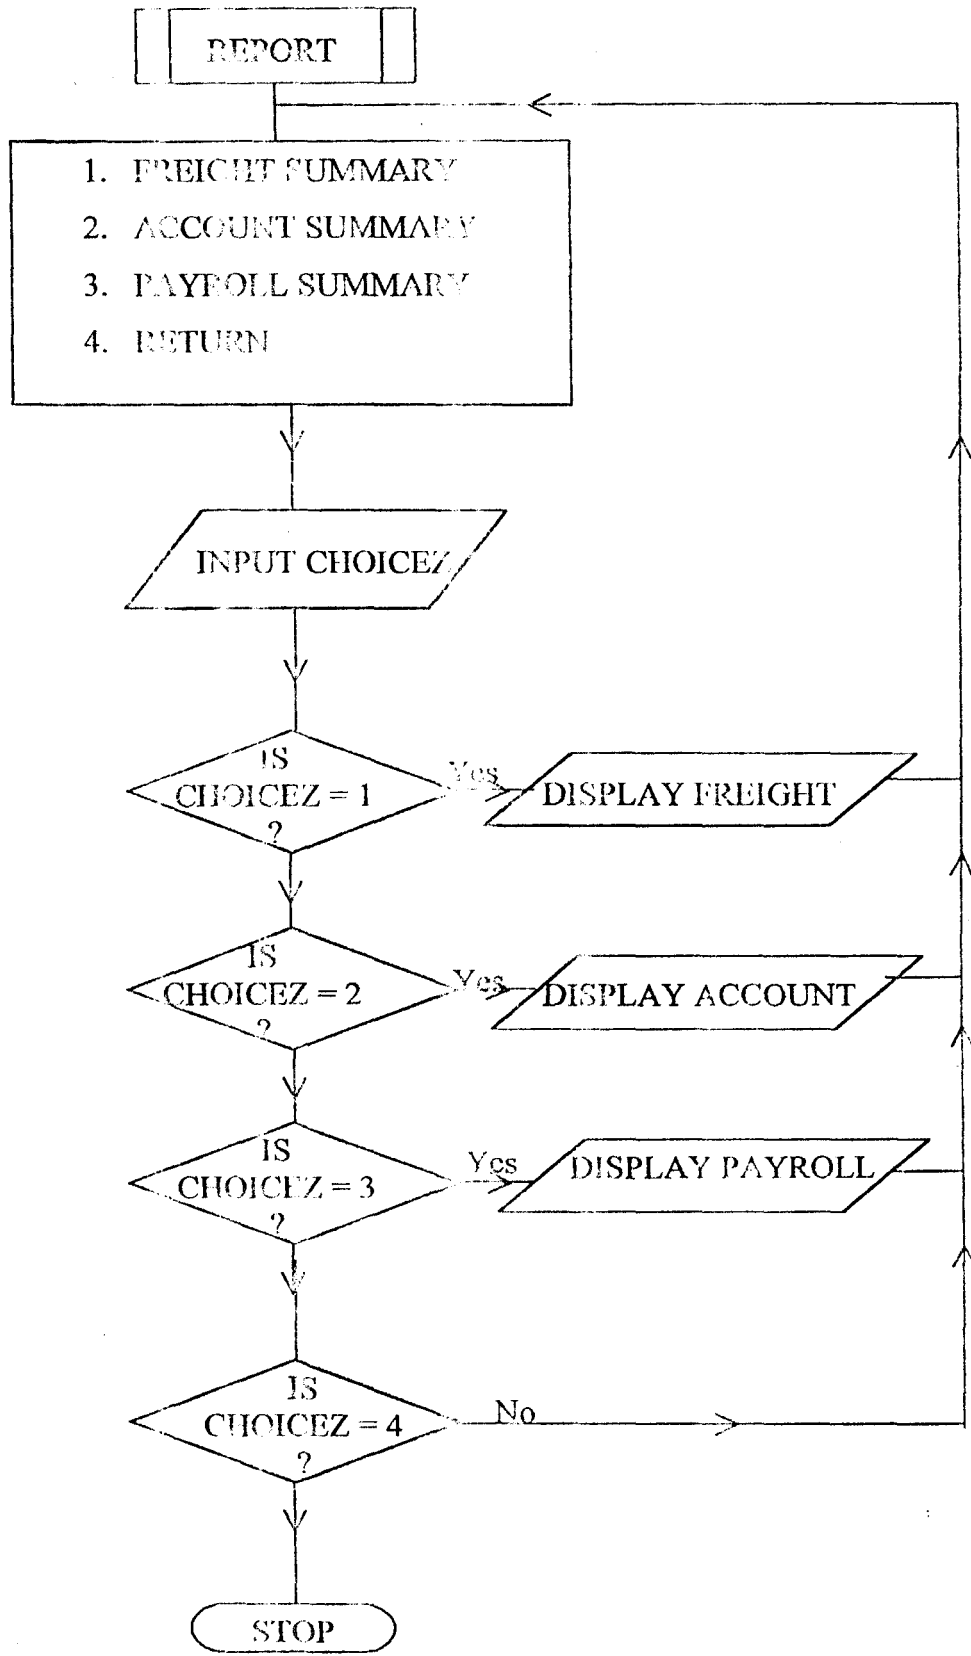 REPORT
1. FREIGHT SUMMARY
2. ACCOUNT SUMMARY
3. PAYROLL SUMMARY
4. RETURN
INPUT CHOICEZ
IS
CHOICEZ = 1
?
Yes
DISPLAY FREIGHT
IS
CHOICEZ = 2
?
Yes
DISPLAY ACCOUNT
IS
CHOICEZ = 3
?
Yes
DISPLAY PAYROLL
IS
CHOICEZ = 4
?
No
STOP